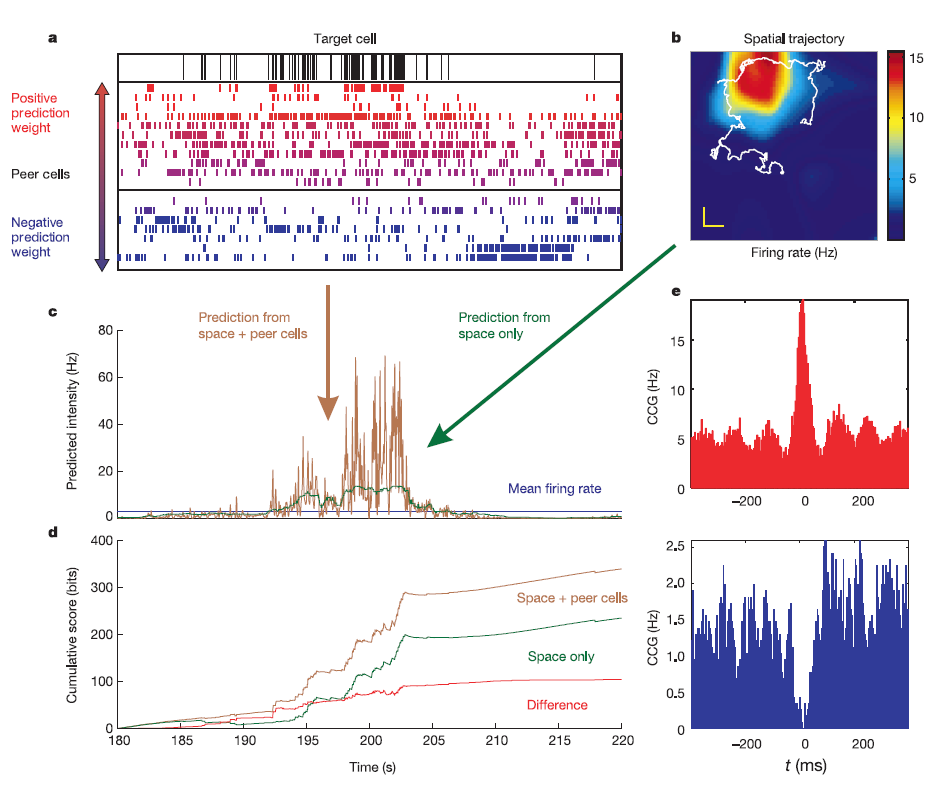 a
Target cell
Positive
prediction
weight
Peer cells
Negative
prediction
weight
b
Spatial trajectory
15
10
5
Firing rate (Hz)
c
Prediction from
space + peer cells
Prediction from
space only
Predicted intensity (Hz)
80
60
40
20
0
Mean firing rate
d
Cumulative score (bits)
400
300
200
100
0
Space + peer cells
Space only
Difference
180
185
190
195
200
205
210
215
220
Time (s)
e
CCG (Hz)
15
10
5
0
−200
0
200
CCG (Hz)
2.5
2.0
1.5
1.0
0.5
0
−200
0
200
t (ms)